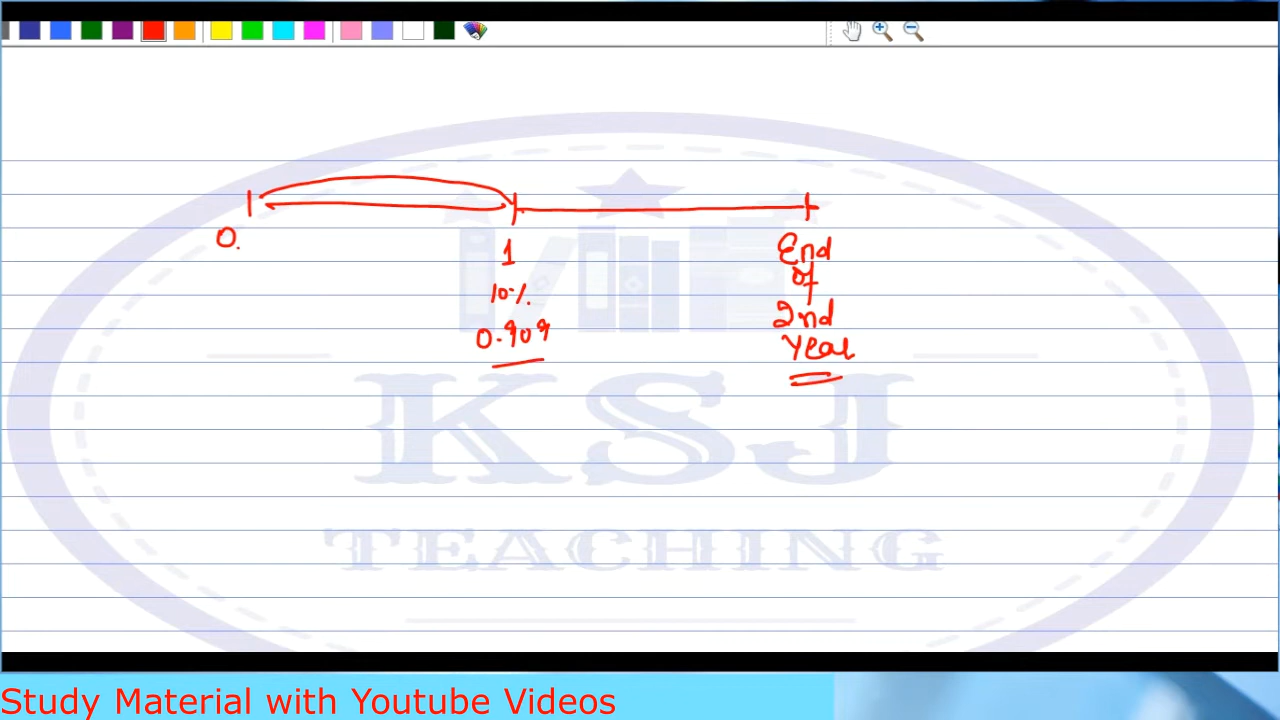 0.
1
10%
0.909
End
of
2nd
Year
KSJ
TEACHING
Study Material with Youtube Videos